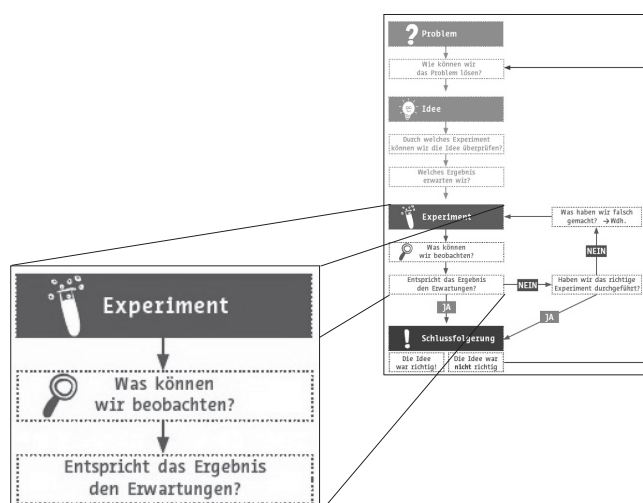 Problem
Wie können wir
das Problem lösen?
Idee
Durch welches Experiment
können wir die Idee überprüfen?
Welches Ergebnis
erwarten wir?
Experiment
Was haben wir falsch
gemacht? → Wdh.
Was können
wir beobachten?
NEIN
Entspricht das Ergebnis
den Erwartungen?
NEIN
Haben wir das richtige
Experiment durchgeführt?
JA
JA
Schlussfolgerung
Die Idee
war richtig!
Die Idee war
nicht richtig
Experiment
Was können
wir beobachten?
Entspricht das Ergebnis
den Erwartungen?